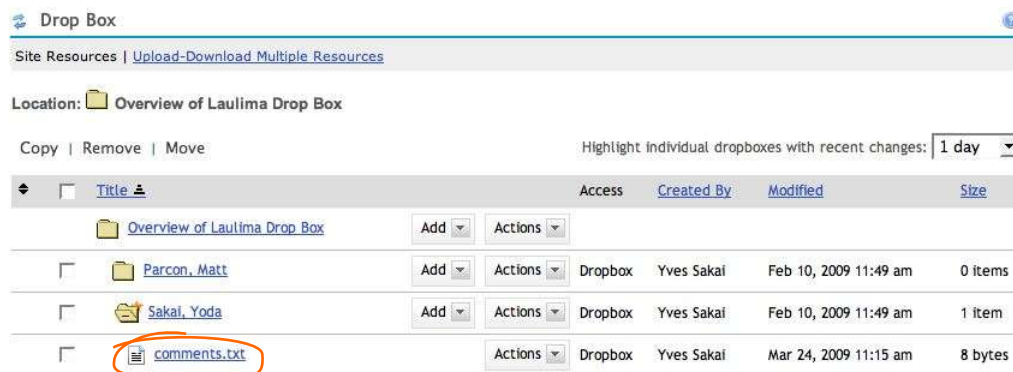 Drop Box
Site Resources | Upload-Download Multiple Resources
Location: Overview of Laulima Drop Box
Copy | Remove | Move Highlight individual dropboxes with recent changes: 1 day
Title Access Created By Modified Size
Overview of Laulima Drop Box Add Actions
Parcon, Matt Add Actions Dropbox Yves Sakai Feb 10, 2009 11:49 am 0 items
Sakai, Yoda Add Actions Dropbox Yves Sakai Feb 10, 2009 11:49 am 1 item
comments.txt Actions Dropbox Yves Sakai Mar 24, 2009 11:15 am 8 bytes